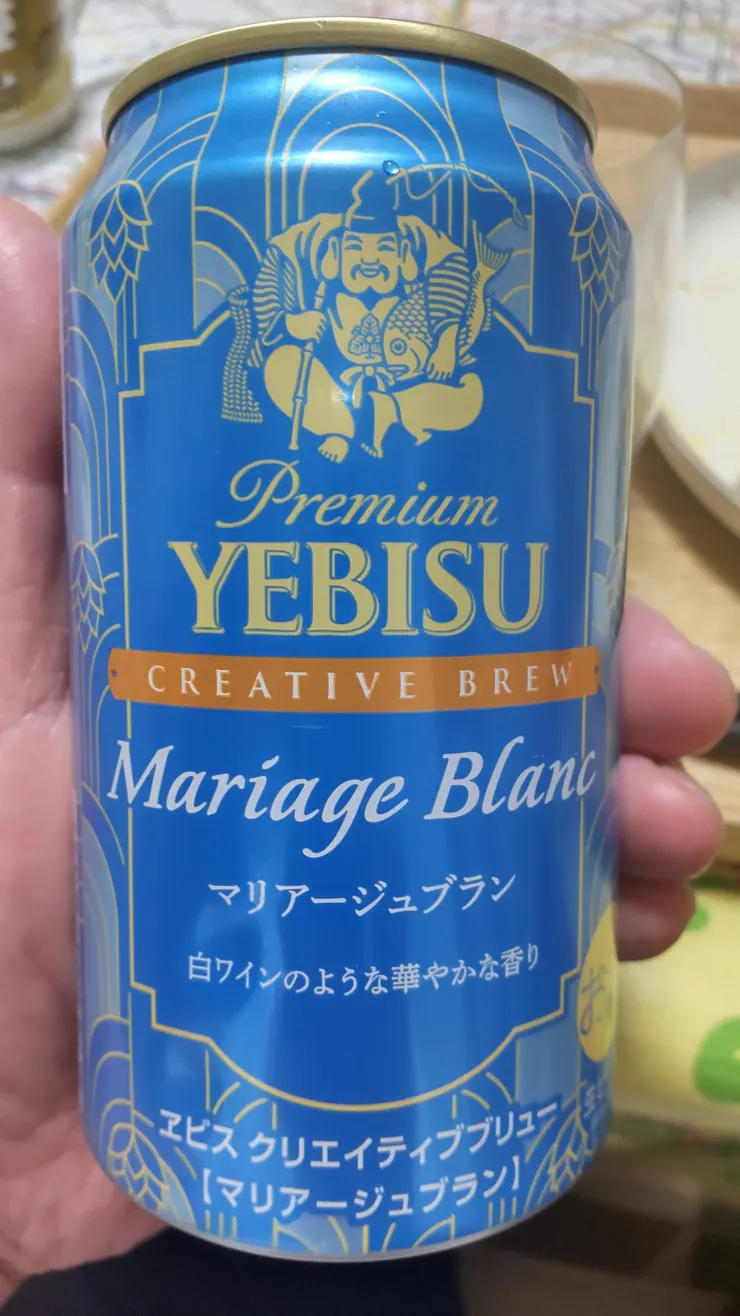 Premium
YEBISU
CREATIVE BREW
Mariage Blanc
マリアージュブラン
白ワインのような華やかな香り
ヱビス クリエイティブブリュー
【マリアージュブラン】